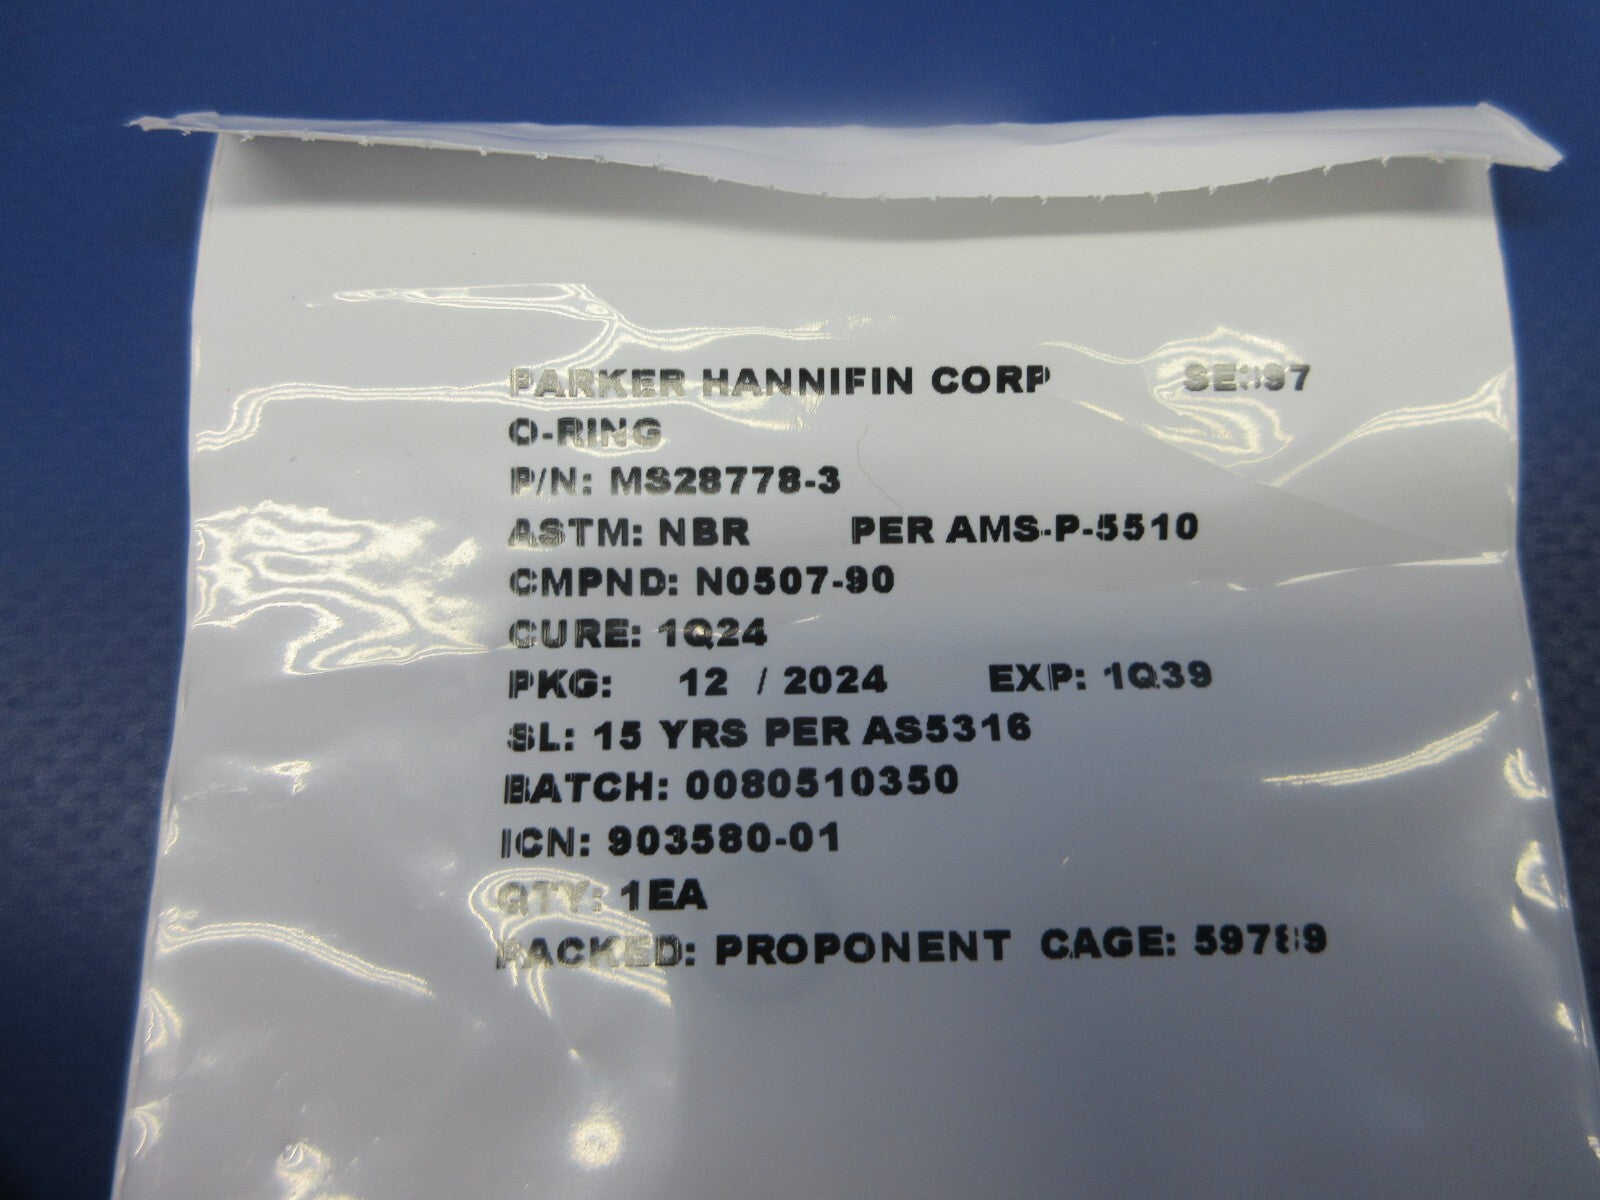 PARKER HANNIFIN CORP
O-RING
P/N: MS28778-3
ASTM: NBR PER AMS-P-5510
CMPND: N0507-90
CURE: 1Q24
PKG: 12 / 2024 EXP: 1Q39
SL: 15 YRS PER AS5316
BATCH: 0080510350
ICN: 903580-01
QTY: 1EA
PACKED: PROPONENT CAGE: 59789